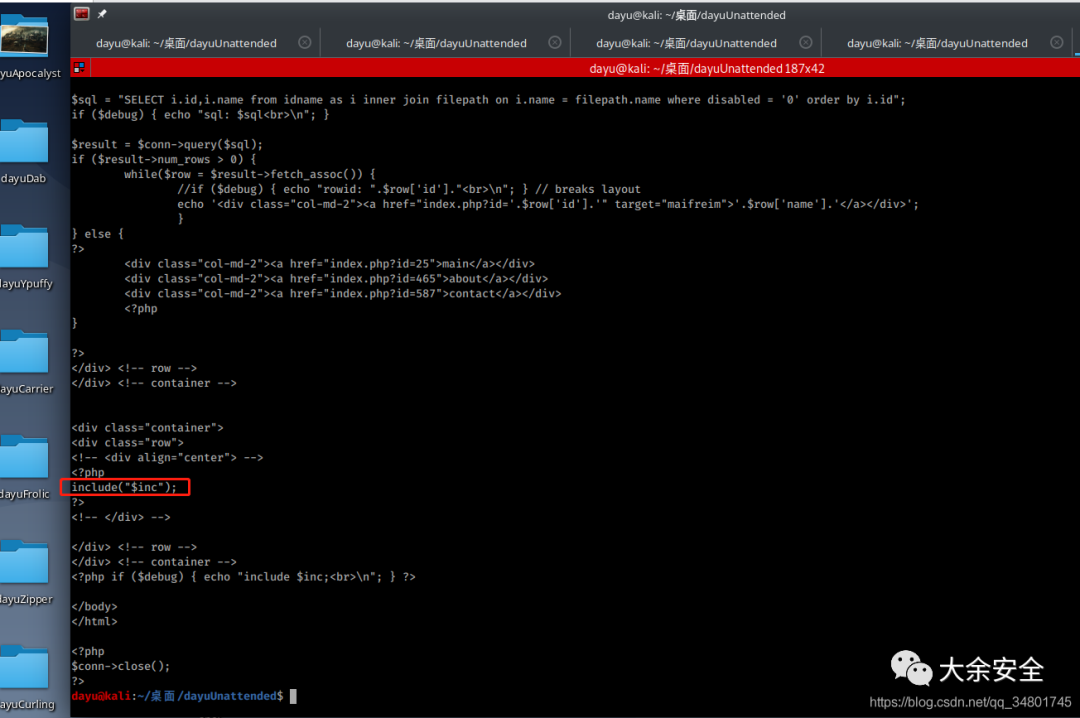 dayu@kali: ~/桌面/dayuUnattended
dayu@kali: ~/桌面/dayuUnattended
dayu@kali: ~/桌面/dayuUnattended
dayu@kali: ~/桌面/dayuUnattended
dayu@kali: ~/桌面/dayuUnattended
dayu@kali: ~/桌面/dayuUnattended 187x42
yuApocalyst
dayuDab
dayuYpuffy
ayuCarrier
dayuFrolic
dayuZipper
ayuCurling
$sql = "SELECT i.id,i.name from idname as i inner join filepath on i.name = filepath.name where disabled = '0' order by i.id";
if ($debug) { echo "sql: $sql<br>\n"; }
$result = $conn->query($sql);
if ($result->num_rows > 0) {
while($row = $result->fetch_assoc()) {
//if ($debug) { echo "rowid: ".$row['id']."<br>\n"; } // breaks layout
echo '<div class="col-md-2"><a href="index.php?id='.$row['id'].'" target="maifreim">'.$row['name'].'</a></div>';
}
} else {
?>
<div class="col-md-2"><a href="index.php?id=25">main</a></div>
<div class="col-md-2"><a href="index.php?id=465">about</a></div>
<div class="col-md-2"><a href="index.php?id=587">contact</a></div>
<?php
}
?>
</div> <!-- row -->
</div> <!-- container -->
<div class="container">
<div class="row">
<!-- <div align="center"> -->
<?php
include("$inc");
?>
<!-- </div> -->
</div> <!-- row -->
</div> <!-- container -->
<?php if ($debug) { echo "include $inc;<br>\n"; } ?>
</body>
</html>
<?php
$conn->close();
?>
dayu@kali:~/桌面/dayuUnattended$
大余安全
https://blog.csdn.net/qq_34801745